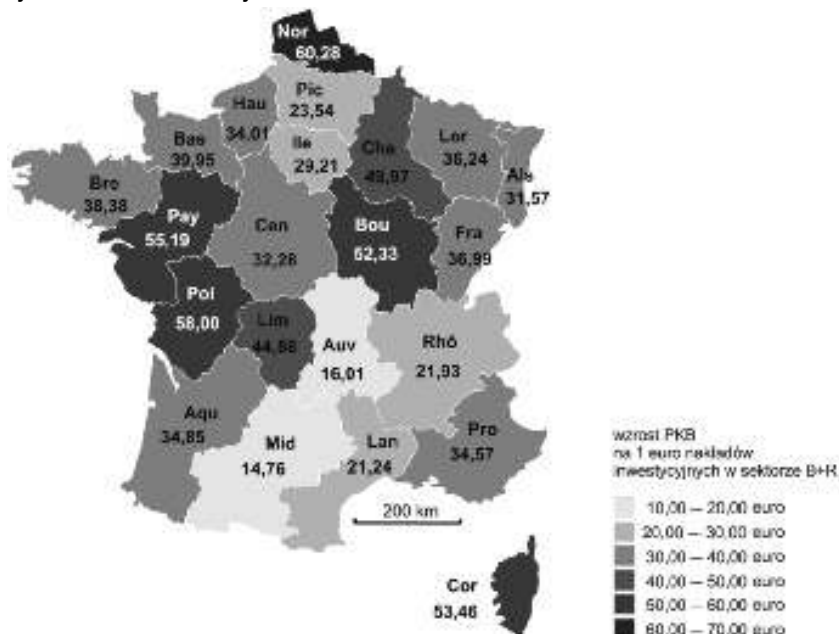 Nor
60,28
Pic
23,54
Hau
34,01
Bas
39,95
Ile
29,21
Cha
49,97
Lor
36,24
Als
31,57
Bre
38,38
Pay
55,19
Cen
32,28
Bou
52,33
Fra
36,99
Poi
58,00
Lim
Auv
16,01
Rhô
21,93
Aqu
34,85
Mid
14,76
Lan
21,24
Pro
34,57
200 km
Cor
53,46
wzrost PKB
na 1 euro nakładów
inwestycyjnych w sektorze B+R
10,00 – 20,00 euro
20,00 – 30,00 euro
30,00 – 40,00 euro
40,00 – 50,00 euro
50,00 – 60,00 euro
60,00 – 70,00 euro